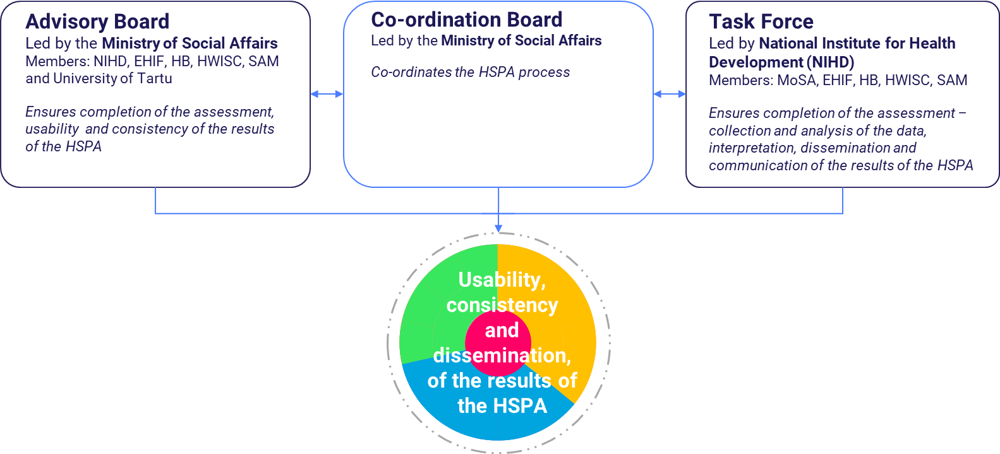 Advisory Board
Led by the Ministry of Social Affairs
Members: NIHD, EHIF, HB, HWISC, SAM
and University of Tartu
Ensures completion of the assessment,
usability and consistency of the results
of the HSPA
Co-ordination Board
Led by the Ministry of Social Affairs
Co-ordinates the HSPA process
Task Force
Led by National Institute for Health
Development (NIHD)
Members: MoSA, EHIF, HB, HWISC, SAM
Ensures completion of the assessment –
collection and analysis of the data,
interpretation, dissemination and
communication of the results of the HSPA
Usability,
consistency
and
dissemination,
of the results of
the HSPA